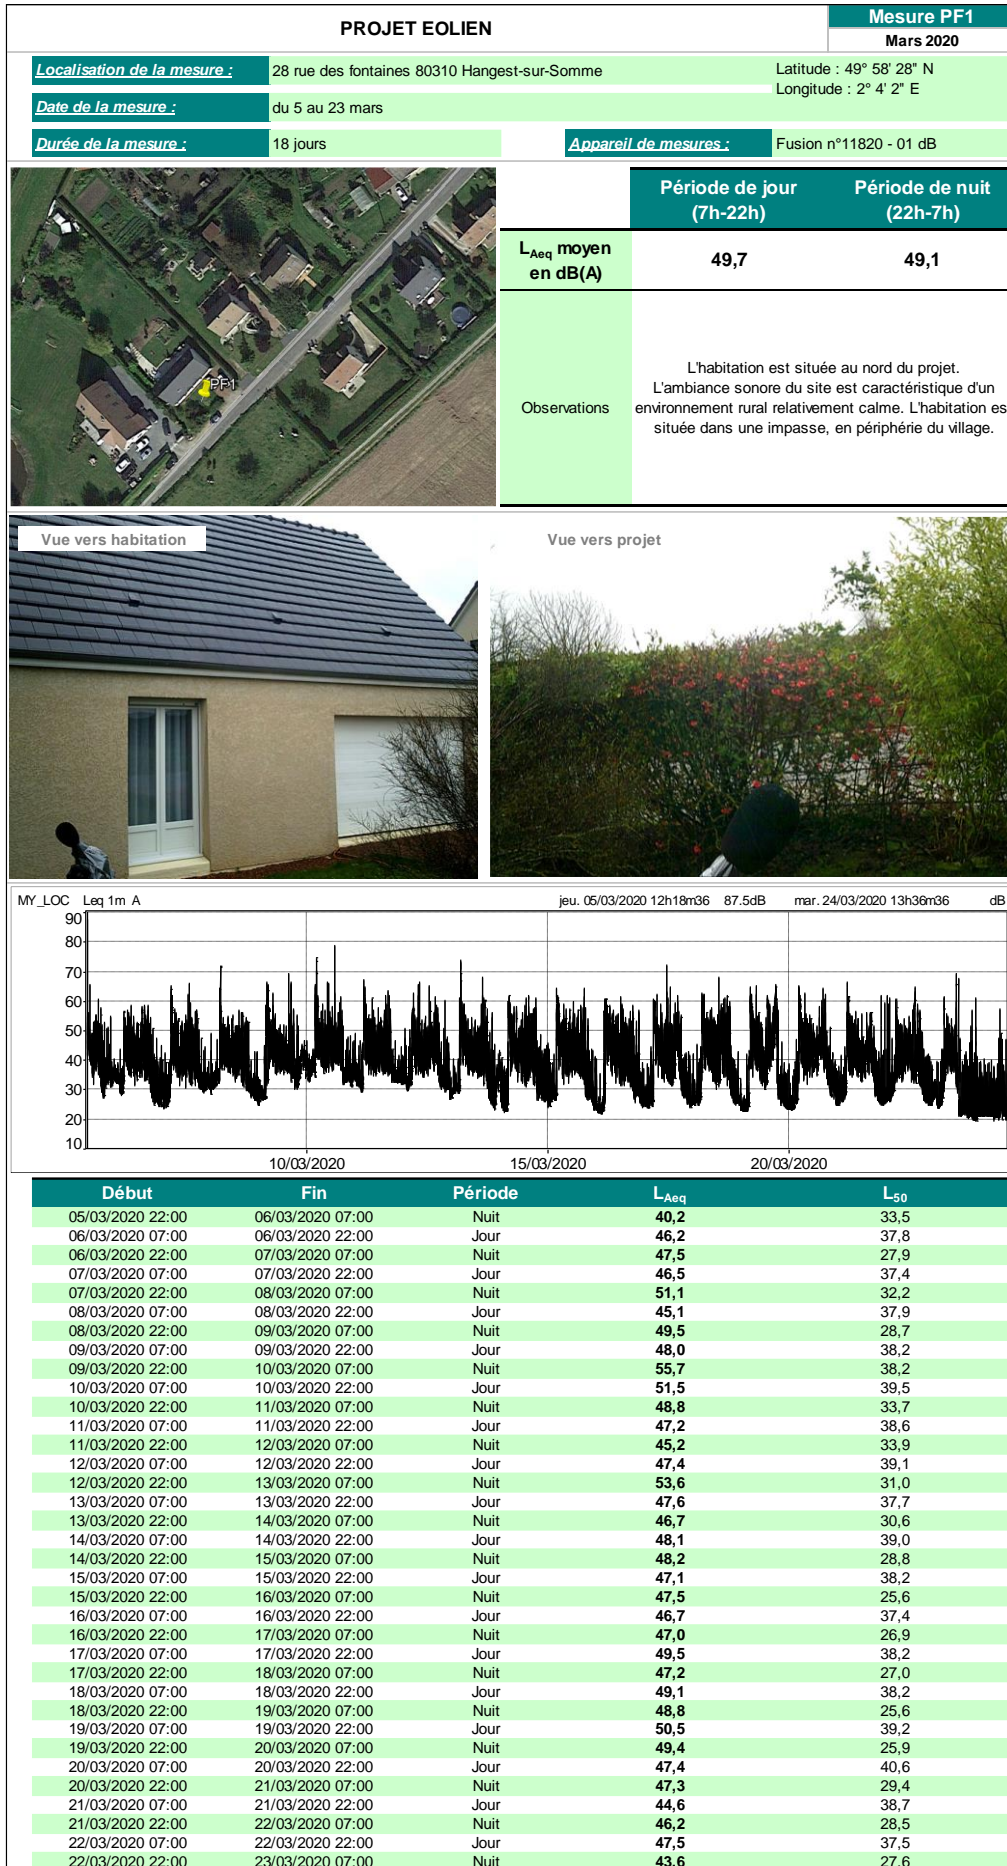 PROJET EOLIEN
Mesure PF1
Mars 2020
Localisation de la mesure : 28 rue des fontaines 80310 Hangest-sur-Somme
Latitude : 49° 58' 28" N
Longitude : 2° 4' 2" E
Date de la mesure : du 5 au 23 mars
Durée de la mesure : 18 jours
Appareil de mesures : Fusion n°11820 - 01 dB
PF1
Période de jour (7h-22h)
Période de nuit (22h-7h)
LAeq moyen en dB(A) 49,7 49,1
Observations
L'habitation est située au nord du projet.
L'ambiance sonore du site est caractéristique d'un
environnement rural relativement calme. L'habitation es
située dans une impasse, en périphérie du village.
Vue vers habitation
Vue vers projet
MY_LOC Leq 1m A jeu. 05/03/2020 12h18m36 87.5dB mar. 24/03/2020 13h36m36 dB
90
80
70
60
50
40
30
20
10
10/03/2020 15/03/2020 20/03/2020
Début Fin Période LAeq L50
05/03/2020 22:00 06/03/2020 07:00 Nuit 40,2 33,5
06/03/2020 07:00 06/03/2020 22:00 Jour 46,2 37,8
06/03/2020 22:00 07/03/2020 07:00 Nuit 47,5 27,9
07/03/2020 07:00 07/03/2020 22:00 Jour 46,5 37,4
07/03/2020 22:00 08/03/2020 07:00 Nuit 51,1 32,2
08/03/2020 07:00 08/03/2020 22:00 Jour 45,1 37,9
08/03/2020 22:00 09/03/2020 07:00 Nuit 49,5 28,7
09/03/2020 07:00 09/03/2020 22:00 Jour 48,0 38,2
09/03/2020 22:00 10/03/2020 07:00 Nuit 55,7 38,2
10/03/2020 07:00 10/03/2020 22:00 Jour 51,5 39,5
10/03/2020 22:00 11/03/2020 07:00 Nuit 48,8 33,7
11/03/2020 07:00 11/03/2020 22:00 Jour 47,2 38,6
11/03/2020 22:00 12/03/2020 07:00 Nuit 45,2 33,9
12/03/2020 07:00 12/03/2020 22:00 Jour 47,4 39,1
12/03/2020 22:00 13/03/2020 07:00 Nuit 53,6 31,0
13/03/2020 07:00 13/03/2020 22:00 Jour 47,6 37,7
13/03/2020 22:00 14/03/2020 07:00 Nuit 46,7 30,6
14/03/2020 07:00 14/03/2020 22:00 Jour 48,1 39,0
14/03/2020 22:00 15/03/2020 07:00 Nuit 48,2 28,8
15/03/2020 07:00 15/03/2020 22:00 Jour 47,1 38,2
15/03/2020 22:00 16/03/2020 07:00 Nuit 47,5 25,6
16/03/2020 07:00 16/03/2020 22:00 Jour 46,7 37,4
16/03/2020 22:00 17/03/2020 07:00 Nuit 47,0 26,9
17/03/2020 07:00 17/03/2020 22:00 Jour 49,5 38,2
17/03/2020 22:00 18/03/2020 07:00 Nuit 47,2 27,0
18/03/2020 07:00 18/03/2020 22:00 Jour 49,1 38,2
18/03/2020 22:00 19/03/2020 07:00 Nuit 48,8 25,6
19/03/2020 07:00 19/03/2020 22:00 Jour 50,5 39,2
19/03/2020 22:00 20/03/2020 07:00 Nuit 49,4 25,9
20/03/2020 07:00 20/03/2020 22:00 Jour 47,4 40,6
20/03/2020 22:00 21/03/2020 07:00 Nuit 47,3 29,4
21/03/2020 07:00 21/03/2020 22:00 Jour 44,6 38,7
21/03/2020 22:00 22/03/2020 07:00 Nuit 46,2 28,5
22/03/2020 07:00 22/03/2020 22:00 Jour 47,5 37,5
22/03/2020 22:00 23/03/2020 07:00 Nuit 43,6 27,6